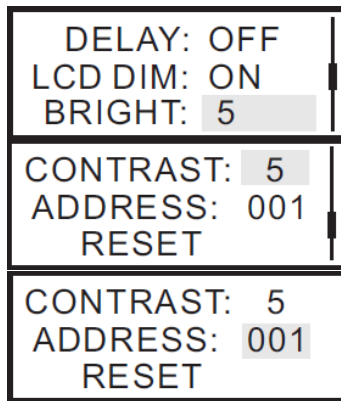 DELAY: OFF
LCD DIM: ON
BRIGHT: 5
CONTRAST: 5
ADDRESS: 001
RESET
CONTRAST: 5
ADDRESS: 001
RESET